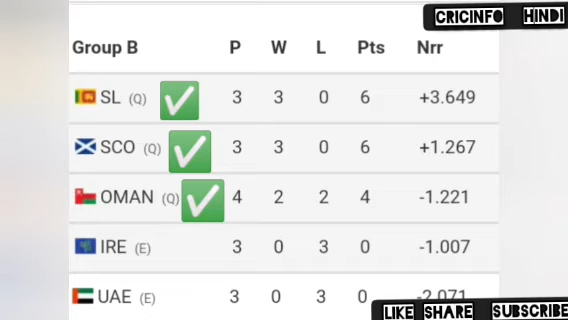 CRICINFO HINDI
Group B P W L Pts Nrr
SL (Q) 3 3 0 6 +3.649
SCO (Q) 3 3 0 6 +1.267
OMAN (Q) 4 2 2 4 -1.221
IRE (E) 3 0 3 0 -1.007
UAE (E) 3 0 3 0 -2.071
LIKE SHARE SUBSCRIBE